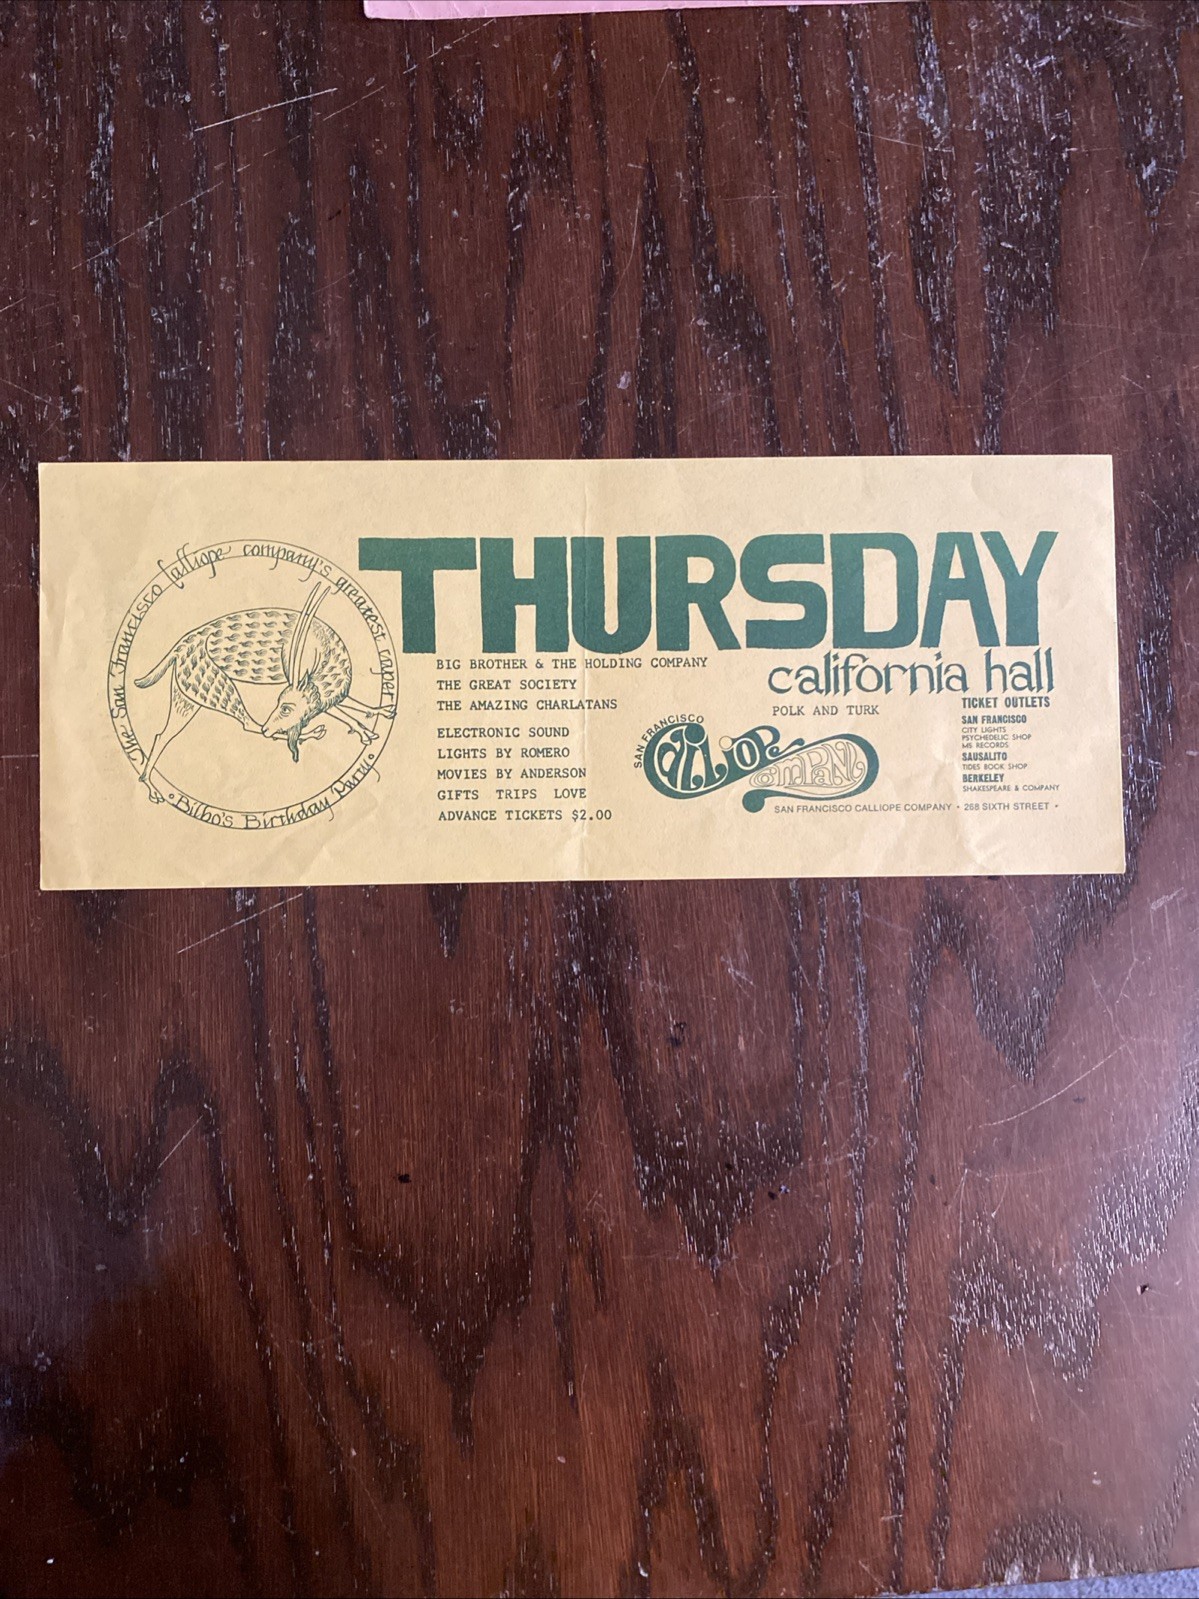 The San Francisco Calliope company's greatest caper
• Bilbo's Birthday Party •
THURSDAY
california hall
POLK AND TURK
BIG BROTHER & THE HOLDING COMPANY
THE GREAT SOCIETY
THE AMAZING CHARLATANS
ELECTRONIC SOUND
LIGHTS BY ROMERO
MOVIES BY ANDERSON
GIFTS TRIPS LOVE
ADVANCE TICKETS $2.00
SAN FRANCISCO
CALLIOPE
COMPANY
SAN FRANCISCO CALLIOPE COMPANY • 268 SIXTH STREET •
TICKET OUTLETS
SAN FRANCISCO
CITY LIGHTS
PSYCHEDELIC SHOP
MB RECORDS
SAUSALITO
TIDES BOOK SHOP
BERKELEY
SHAKESPEARE & COMPANY